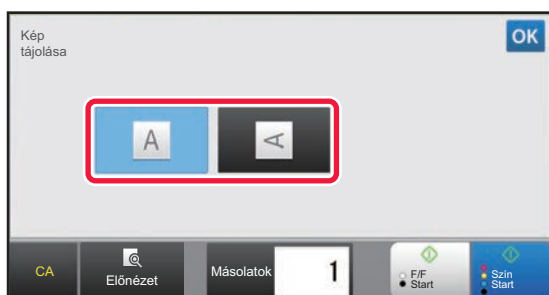 Kép
tájolása
OK
A
A
CA
Előnézet
Másolatok
1
F/F
Start
Szín
Start